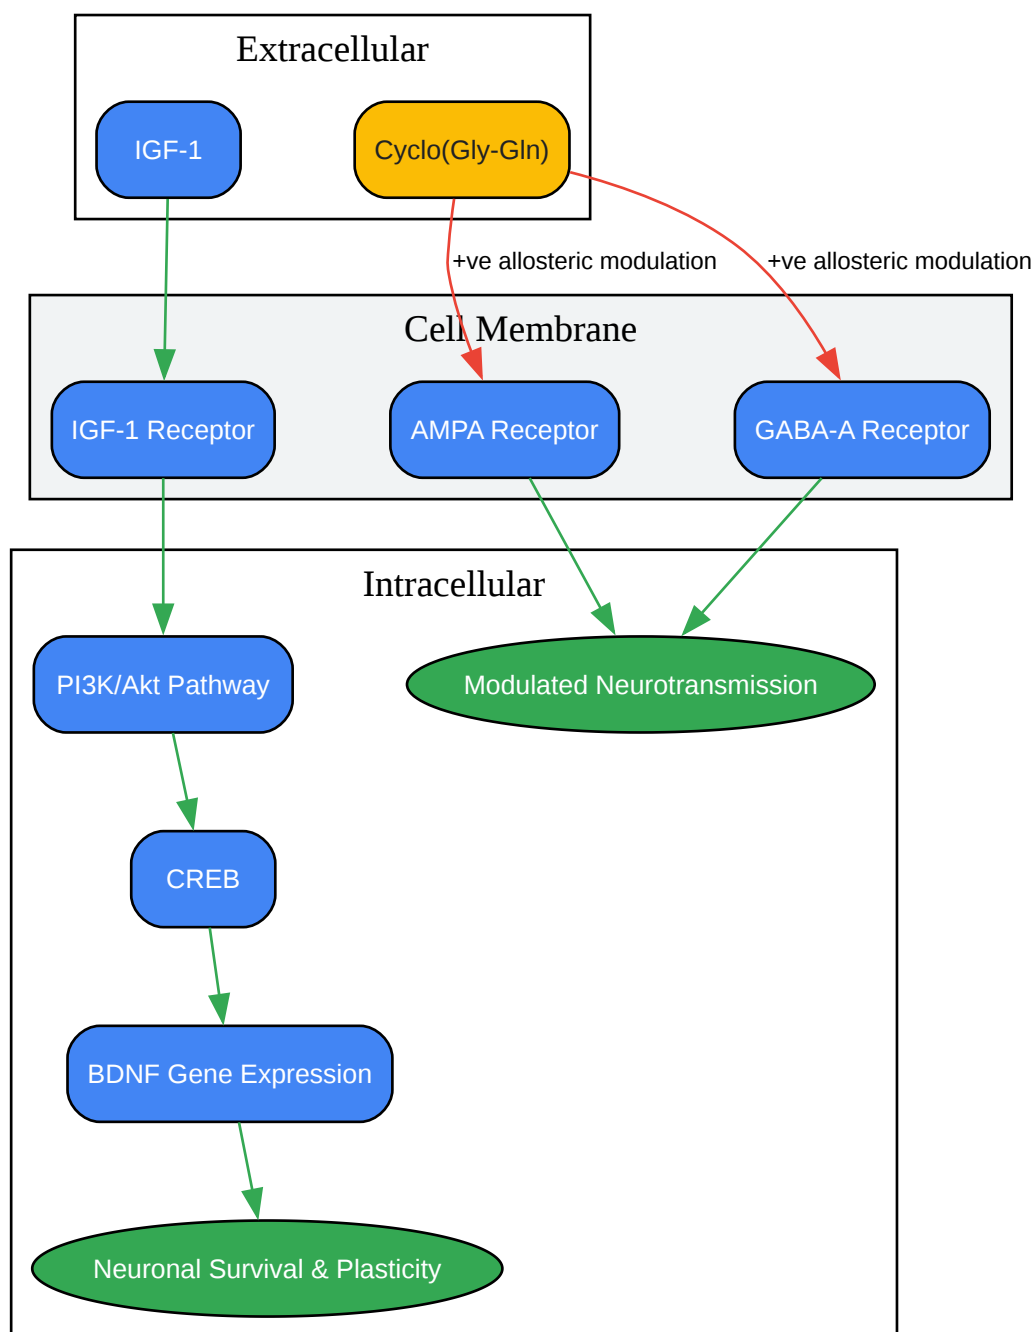 Extracellular
IGF-1
Cyclo(Gly-Gln)
+ve allosteric modulation
+ve allosteric modulation
Cell Membrane
IGF-1 Receptor
AMPA Receptor
GABA-A Receptor
Intracellular
PI3K/Akt Pathway
Modulated Neurotransmission
CREB
BDNF Gene Expression
Neuronal Survival & Plasticity